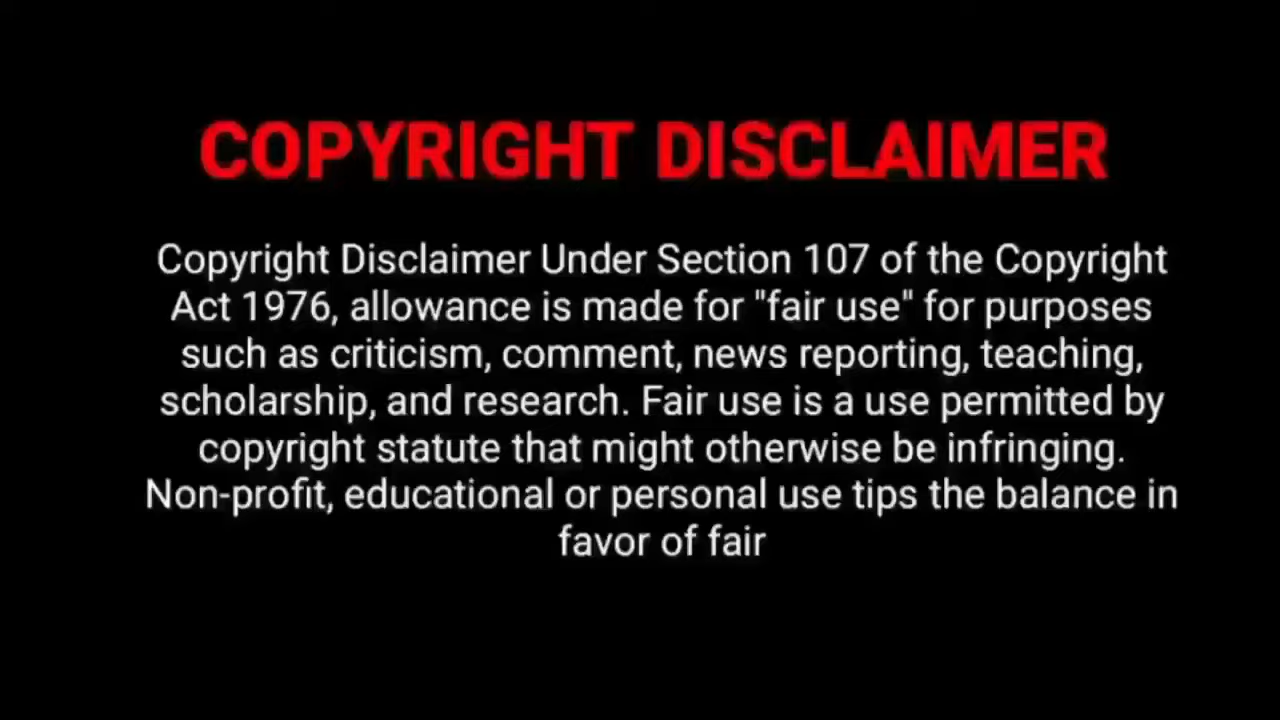 COPYRIGHT DISCLAIMER
Copyright Disclaimer Under Section 107 of the Copyright
Act 1976, allowance is made for "fair use" for purposes
such as criticism, comment, news reporting, teaching,
scholarship, and research. Fair use is a use permitted by
copyright statute that might otherwise be infringing.
Non-profit, educational or personal use tips the balance in
favor of fair